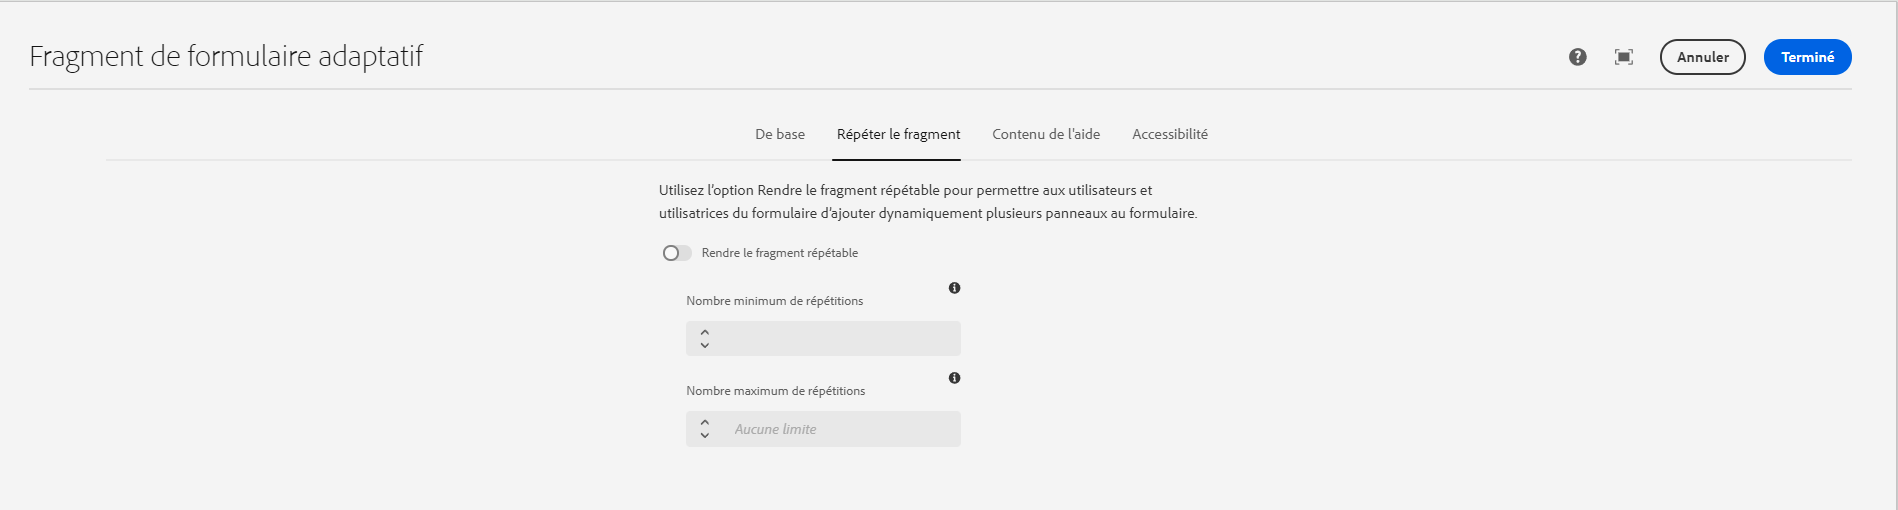 Fragment de formulaire adaptatif
Annuler
Terminé
De base
Répéter le fragment
Contenu de l'aide
Accessibilité
Utilisez l’option Rendre le fragment répétable pour permettre aux utilisateurs et
utilisatrices du formulaire d’ajouter dynamiquement plusieurs panneaux au formulaire.
Rendre le fragment répétable
Nombre minimum de répétitions
Nombre maximum de répétitions
Aucune limite